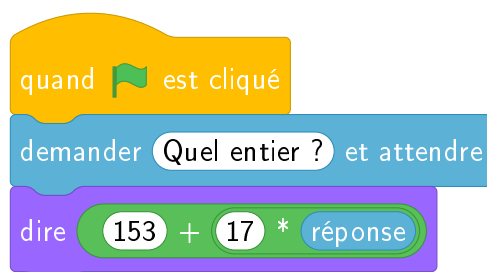 quand est cliqué
demander Quel entier ? et attendre
dire 153 + 17 * réponse